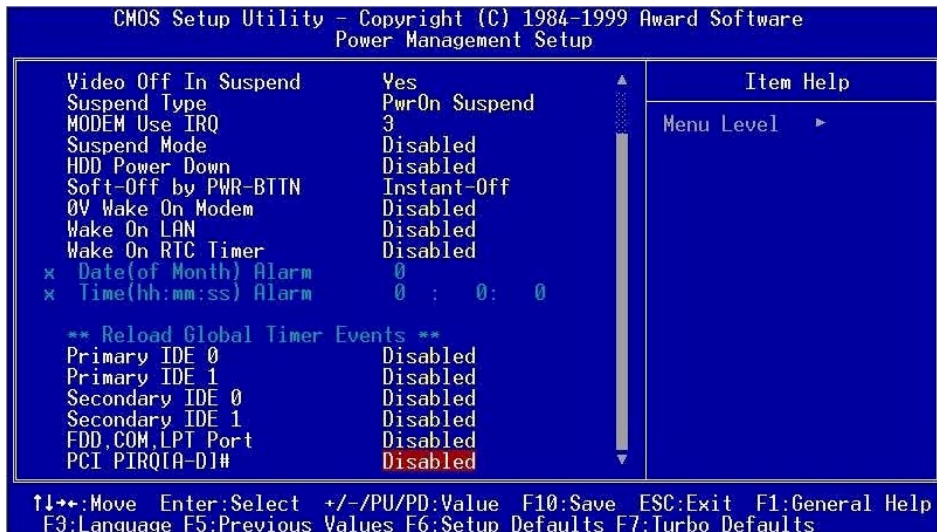 CMOS Setup Utility - Copyright (C) 1984-1999 Award Software
Power Management Setup
Video Off In Suspend Yes
Suspend Type PwrOn Suspend
MODEM Use IRQ 3
Suspend Mode Disabled
HDD Power Down Disabled
Soft-Off by PWR-BTTN Instant-Off
0V Wake On Modem Disabled
Wake On LAN Disabled
Wake On RTC Timer Disabled
x Date(of Month) Alarm 0
x Time(hh:mm:ss) Alarm 0 : 0: 0
** Reload Global Timer Events **
Primary IDE 0 Disabled
Primary IDE 1 Disabled
Secondary IDE 0 Disabled
Secondary IDE 1 Disabled
FDD,COM,LPT Port Disabled
PCI PIRQ[A-D]# Disabled
Item Help
Menu Level ►
↑↓→←:Move Enter:Select +/-/PU/PD:Value F10:Save ESC:Exit F1:General Help
F3:Language F5:Previous Values F6:Setup Defaults F7:Turbo Defaults